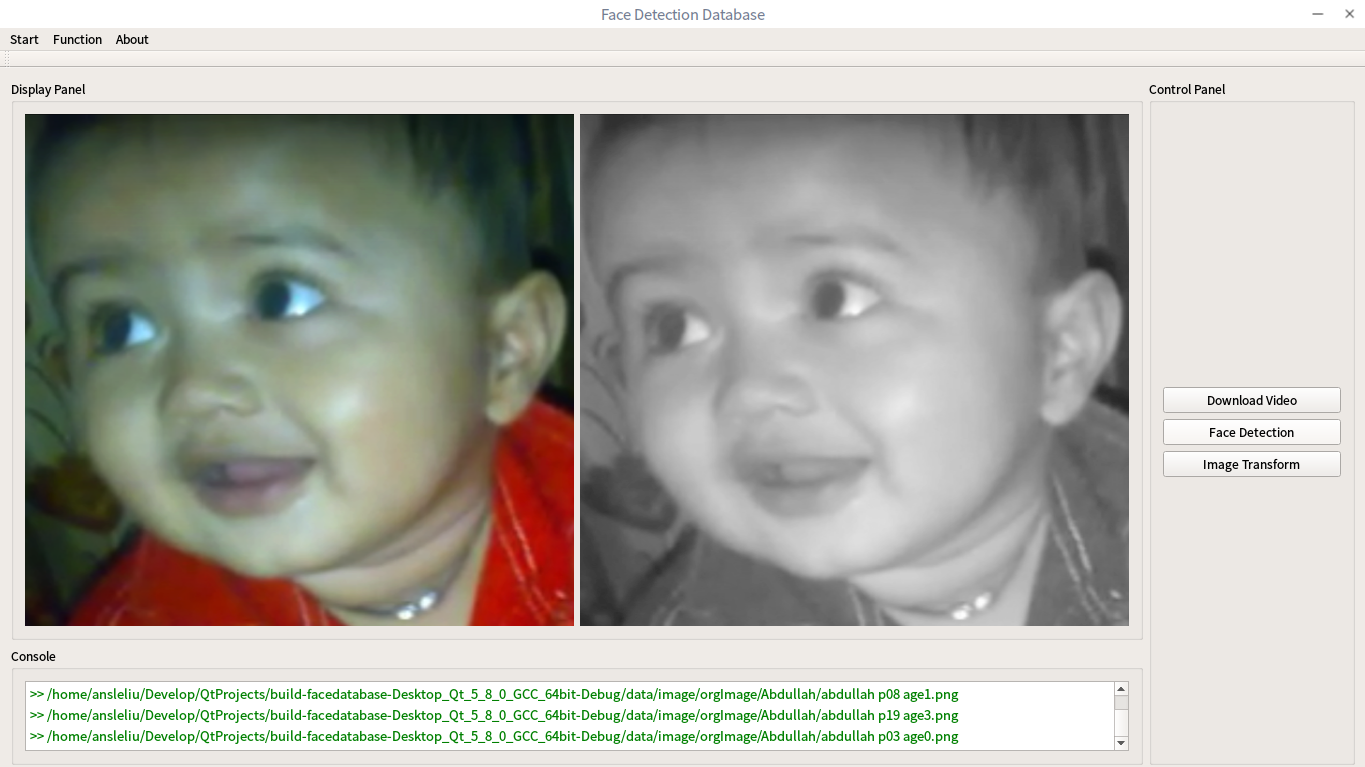 Face Detection Database
Start Function About
Display Panel
Control Panel
Download Video
Face Detection
Image Transform
Console
>> /home/ansleliu/Develop/QtProjects/build-facedatabase-Desktop_Qt_5_8_0_GCC_64bit-Debug/data/image/orgImage/Abdullah/abdullah p08 age1.png
>> /home/ansleliu/Develop/QtProjects/build-facedatabase-Desktop_Qt_5_8_0_GCC_64bit-Debug/data/image/orgImage/Abdullah/abdullah p19 age3.png
>> /home/ansleliu/Develop/QtProjects/build-facedatabase-Desktop_Qt_5_8_0_GCC_64bit-Debug/data/image/orgImage/Abdullah/abdullah p03 age0.png